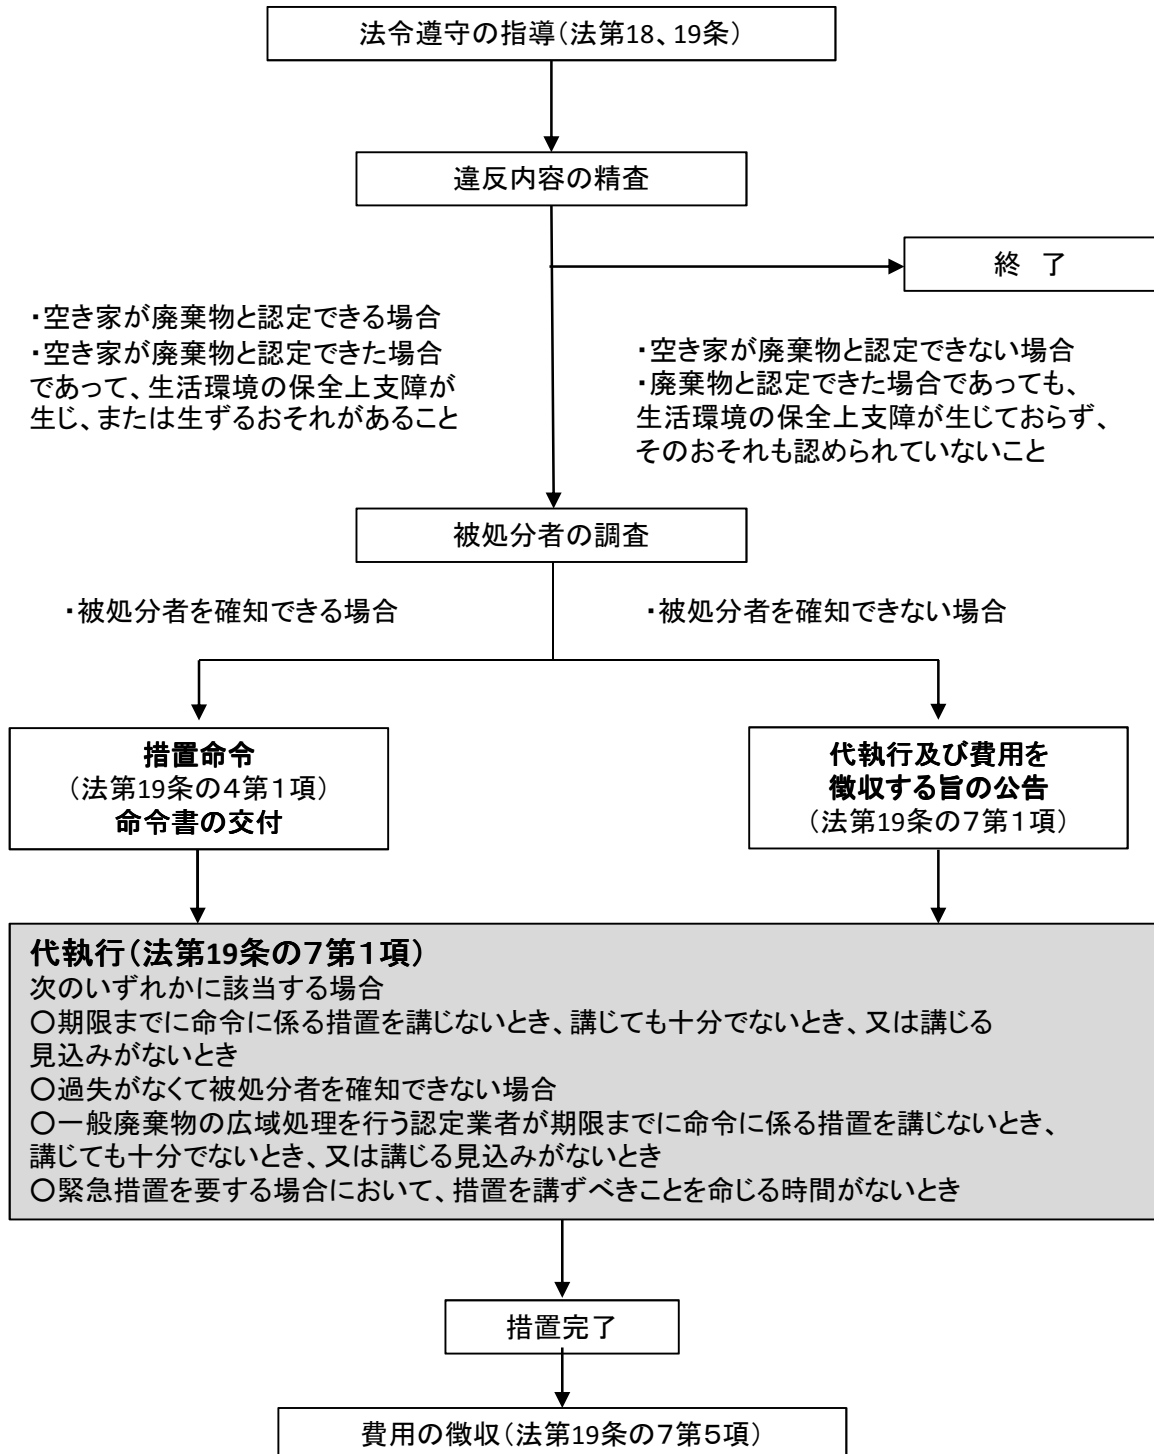 法令遵守の指導（法第18、19条）
違反内容の精査
終　了
・空き家が廃棄物と認定できる場合
・空き家が廃棄物と認定できた場合
であって、生活環境の保全上支障が
生じ、または生ずるおそれがあること
・空き家が廃棄物と認定できない場合
・廃棄物と認定できた場合であっても、
生活環境の保全上支障が生じておらず、
そのおそれも認められていないこと
被処分者の調査
・被処分者を確知できる場合
・被処分者を確知できない場合
措置命令
（法第19条の４第１項）
命令書の交付
代執行及び費用を
徴収する旨の公告
（法第19条の７第１項）
代執行（法第19条の７第１項）
次のいずれかに該当する場合
○期限までに命令に係る措置を講じないとき、講じても十分でないとき、又は講じる
見込みがないとき
○過失がなくて被処分者を確知できない場合
○一般廃棄物の広域処理を行う認定業者が期限までに命令に係る措置を講じないとき、
講じても十分でないとき、又は講じる見込みがないとき
○緊急措置を要する場合において、措置を講ずべきことを命じる時間がないとき
措置完了
費用の徴収（法第19条の７第５項）